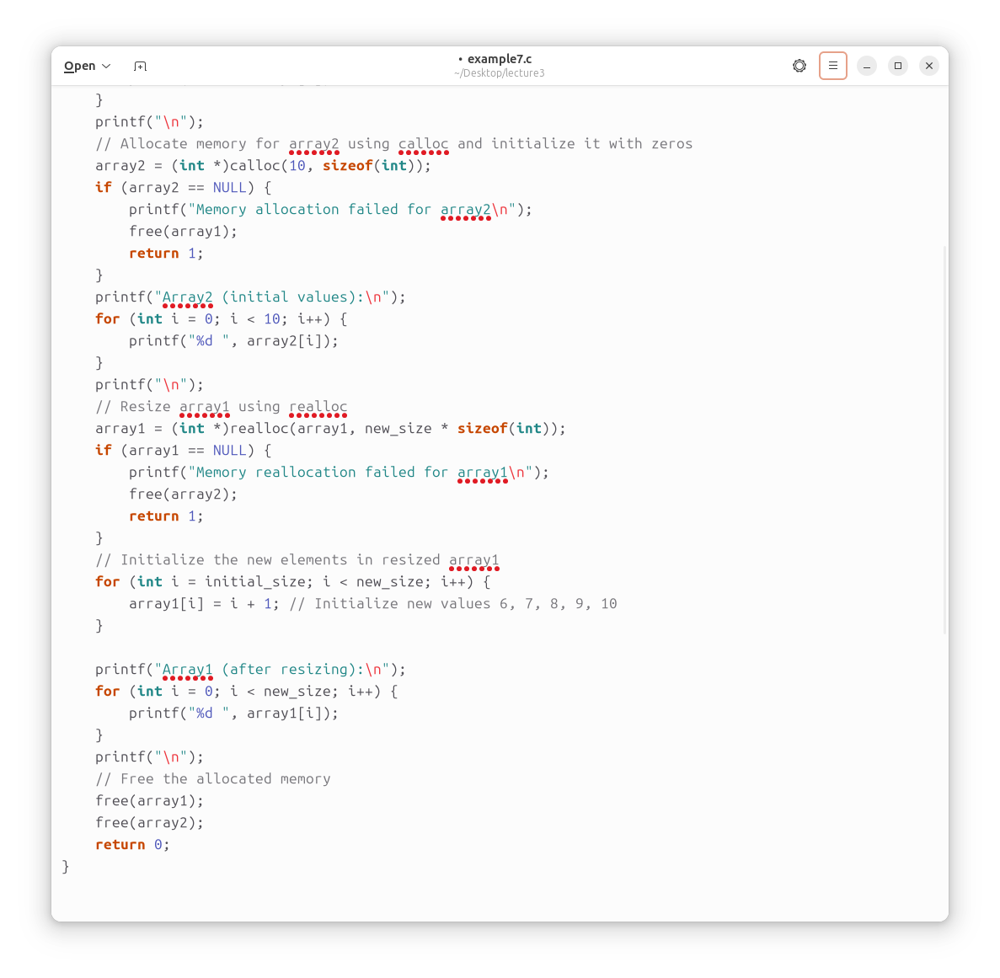 Open
• example7.c
~/Desktop/lecture3
}
printf("\n");
// Allocate memory for array2 using calloc and initialize it with zeros
array2 = (int *)calloc(10, sizeof(int));
if (array2 == NULL) {
printf("Memory allocation failed for array2\n");
free(array1);
return 1;
}
printf("Array2 (initial values):\n");
for (int i = 0; i < 10; i++) {
printf("%d ", array2[i]);
}
printf("\n");
// Resize array1 using realloc
array1 = (int *)realloc(array1, new_size * sizeof(int));
if (array1 == NULL) {
printf("Memory reallocation failed for array1\n");
free(array2);
return 1;
}
// Initialize the new elements in resized array1
for (int i = initial_size; i < new_size; i++) {
array1[i] = i + 1; // Initialize new values 6, 7, 8, 9, 10
}
printf("Array1 (after resizing):\n");
for (int i = 0; i < new_size; i++) {
printf("%d ", array1[i]);
}
printf("\n");
// Free the allocated memory
free(array1);
free(array2);
return 0;
}